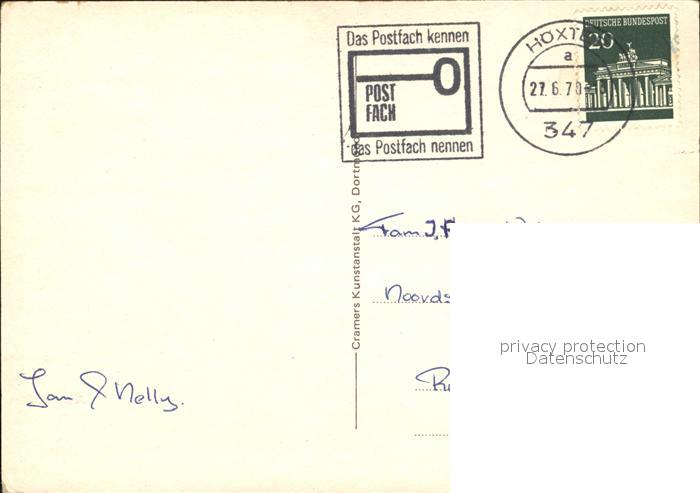 Das Postfach kennen
POST
FACH
das Postfach nennen
HÖXTER
a
27.6.70
347
DEUTSCHE BUNDESPOST
20
Cramers Kunstanstalt KG, Dortmund
Fam. J. F
Noords
Jan & Nelly.
privacy protection
Datenschutz